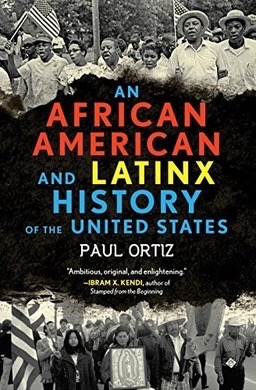 AN
AFRICAN
AMERICAN
AND LATINX
HISTORY
OF THE UNITED STATES
PAUL ORTIZ
"Ambitious, original, and enlightening."
—IBRAM X. KENDI, author of
Stamped from the Beginning